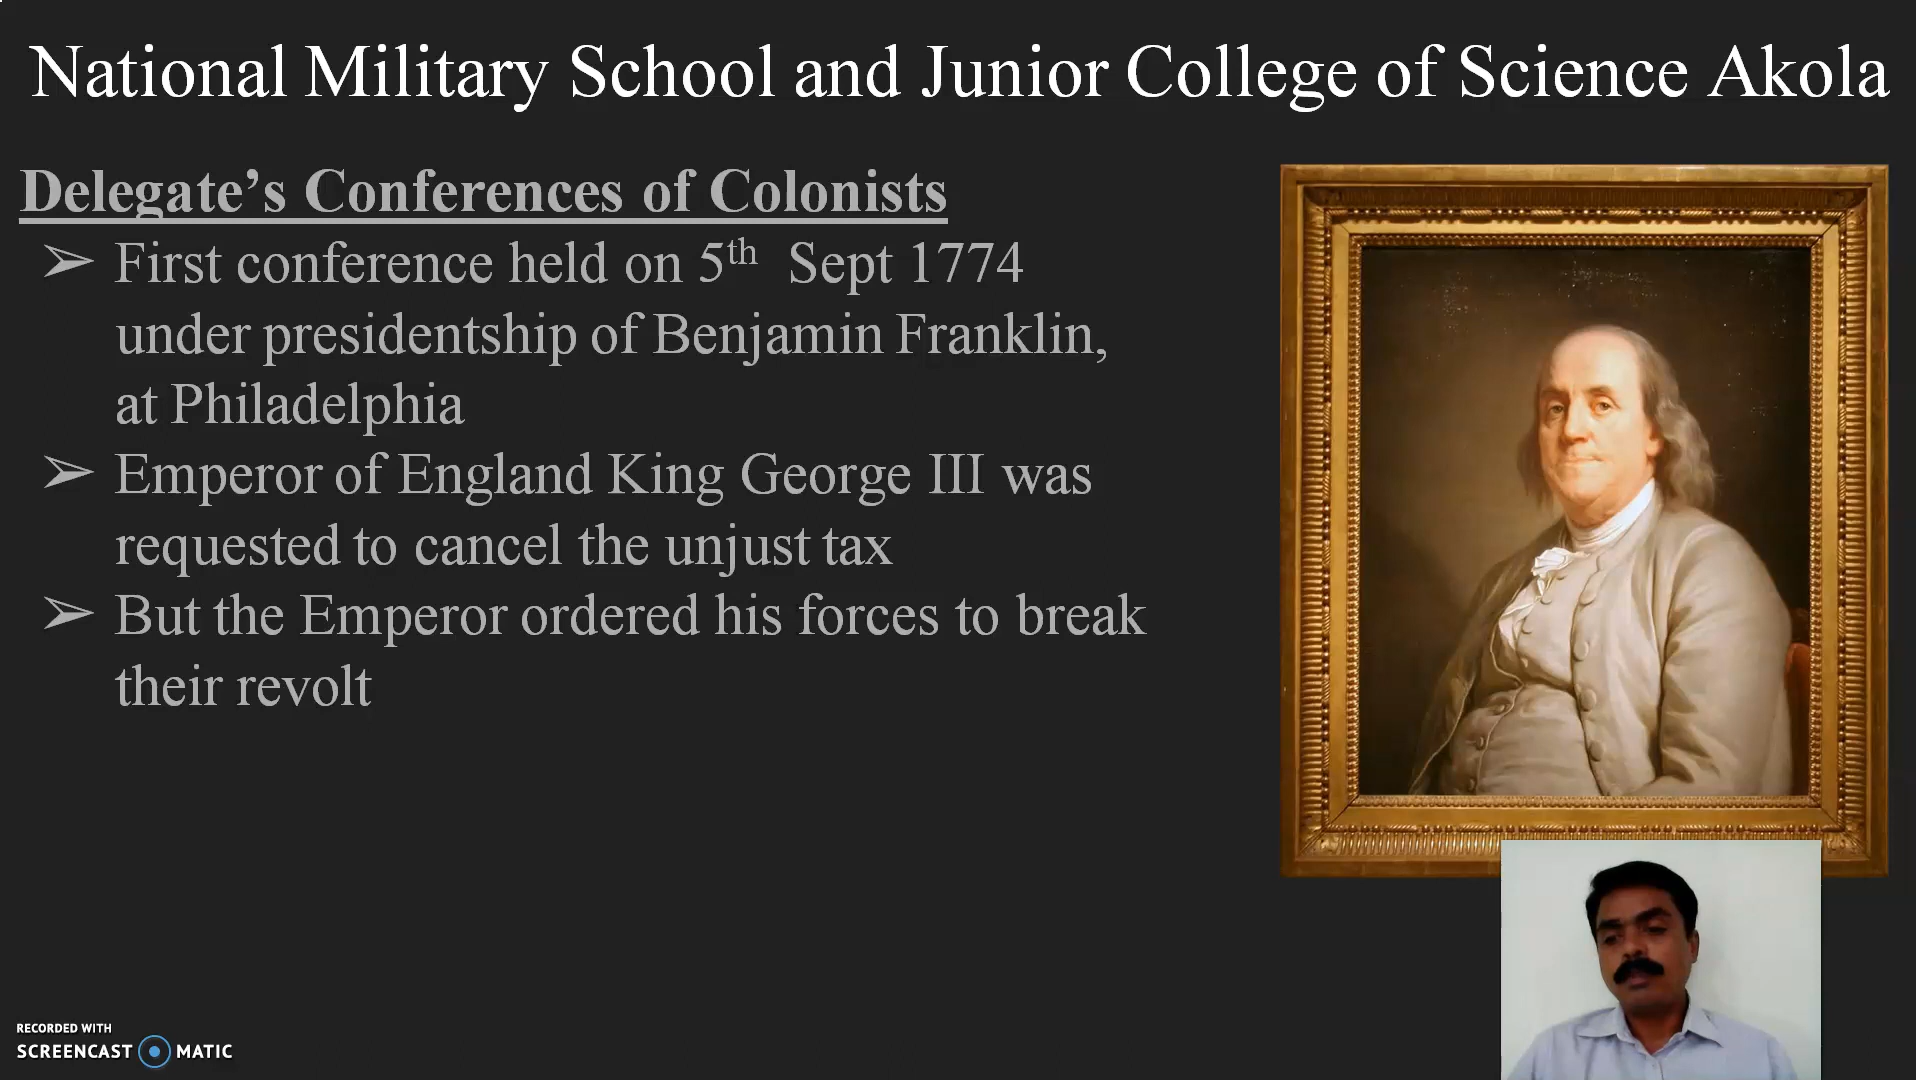 National Military School and Junior College of Science Akola
Delegate’s Conferences of Colonists
➢ First conference held on 5th Sept 1774
under presidentship of Benjamin Franklin,
at Philadelphia
➢ Emperor of England King George III was
requested to cancel the unjust tax
➢ But the Emperor ordered his forces to break
their revolt
RECORDED WITH
SCREENCAST MATIC